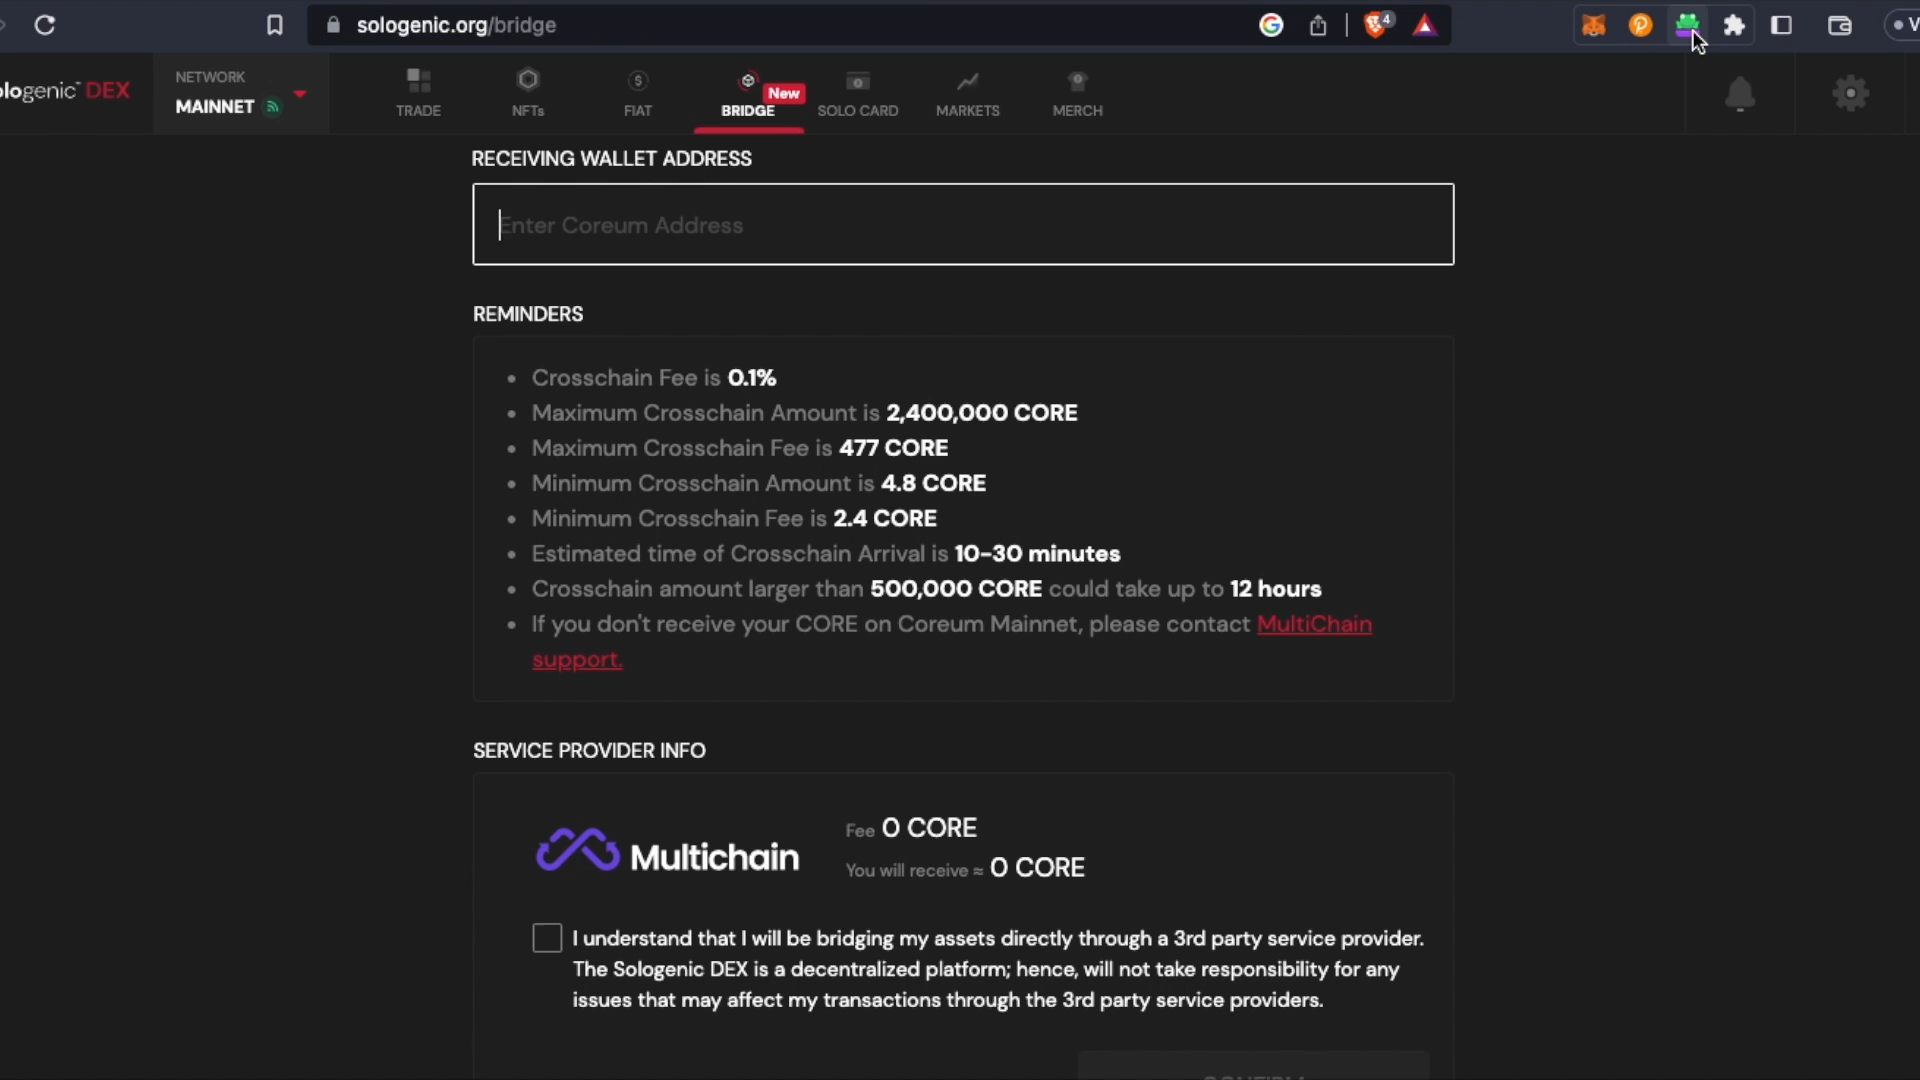 sologenic.org/bridge
4
V
ologenic™ DEX
NETWORK
MAINNET
TRADE
NFTs
FIAT
BRIDGE
New
SOLO CARD
MARKETS
MERCH
RECEIVING WALLET ADDRESS
Enter Coreum Address
REMINDERS
• Crosschain Fee is 0.1%
• Maximum Crosschain Amount is 2,400,000 CORE
• Maximum Crosschain Fee is 477 CORE
• Minimum Crosschain Amount is 4.8 CORE
• Minimum Crosschain Fee is 2.4 CORE
• Estimated time of Crosschain Arrival is 10-30 minutes
• Crosschain amount larger than 500,000 CORE could take up to 12 hours
• If you don't receive your CORE on Coreum Mainnet, please contact MultiChain
support.
SERVICE PROVIDER INFO
Multichain
Fee 0 CORE
You will receive ≈ 0 CORE
I understand that I will be bridging my assets directly through a 3rd party service provider.
The Sologenic DEX is a decentralized platform; hence, will not take responsibility for any
issues that may affect my transactions through the 3rd party service providers.